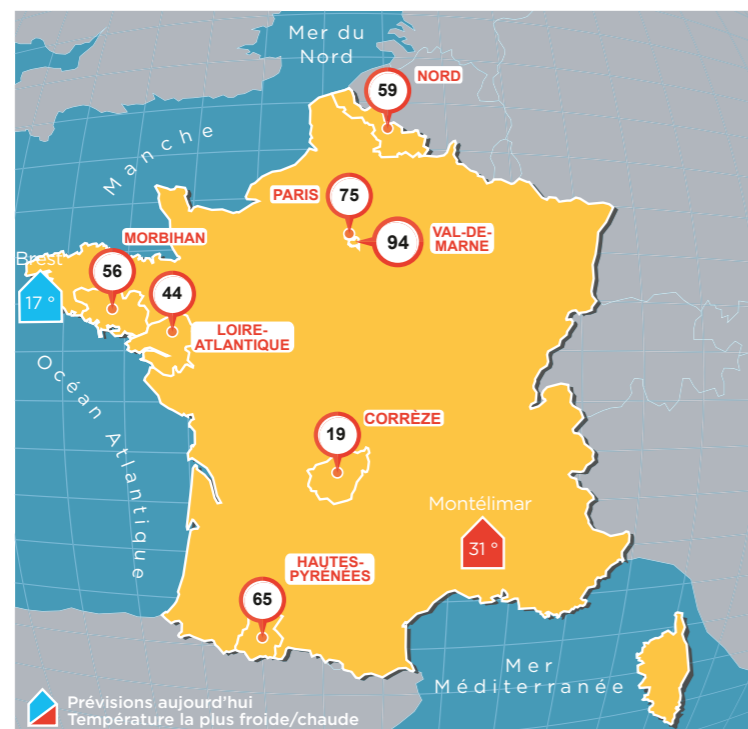 Mer du
Nord
NORD
59
Manche
PARIS
75
94
VAL-DE-
MARNE
MORBIHAN
56
Brest
17 °
44
LOIRE-
ATLANTIQUE
Océan Atlantique
CORRÈZE
19
Montélimar
31 °
HAUTES-
PYRÉNÉES
65
Mer
Méditerranée
Prévisions aujourd'hui
Température la plus froide/chaude